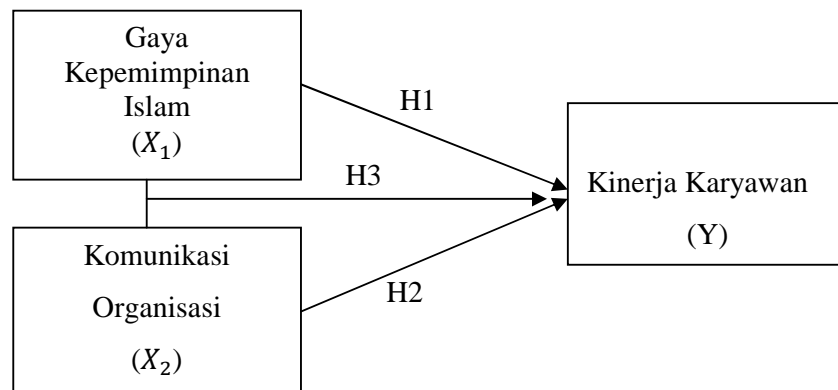 Gaya
Kepemimpinan
Islam
(𝑋₁)
H1
H3
Kinerja Karyawan
(Y)
Komunikasi
Organisasi
(𝑋₂)
H2